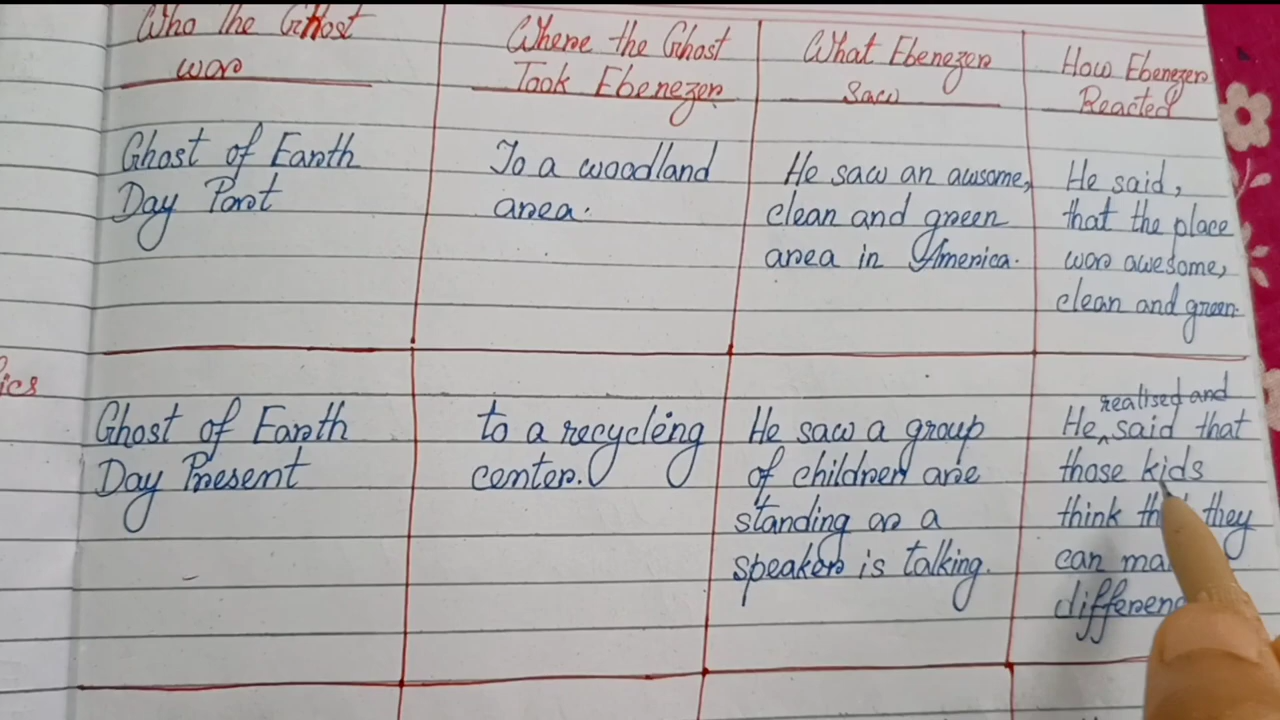 Who the Ghost
was
Where the Ghost
Took Ebenezer
What Ebenezer
Saw
How Ebenezer
Reacted
Ghost of Earth
Day Past
To a woodland
area.
He saw an awsome,
clean and green
area in America.
He said,
that the place
was awesome,
clean and green.
ics
Ghost of Earth
Day Present
to a recycling
center.
He saw a group
of children are
standing as a
speaker is talking.
realised and
He ^ said that
those kids
think they
can